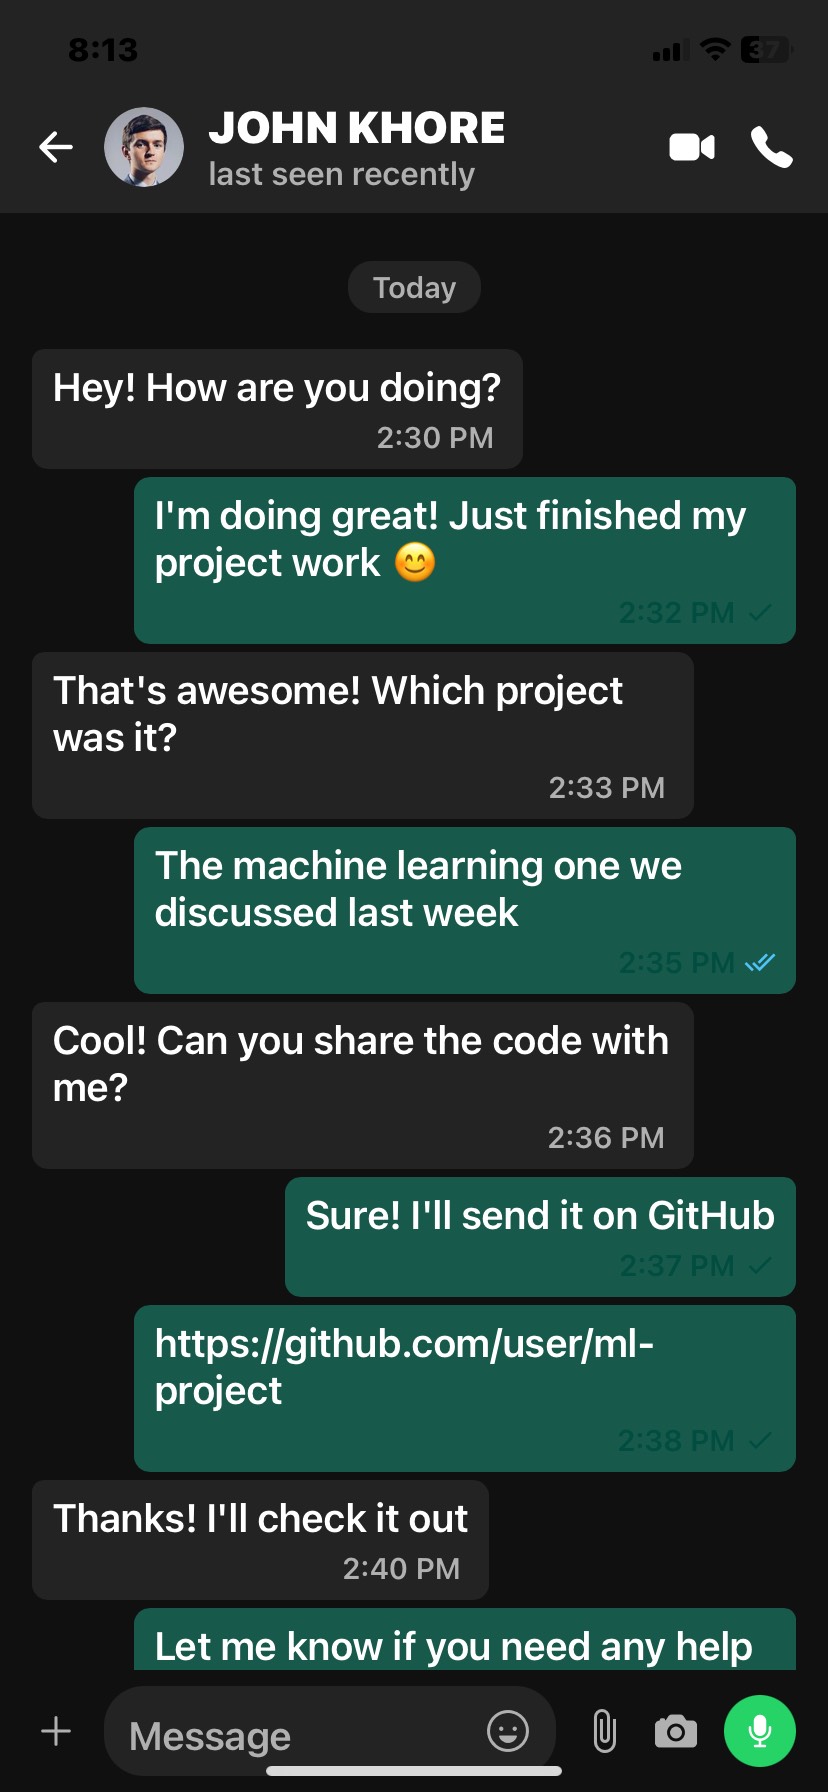 8:13
37
JOHN KHORE
last seen recently
Today
Hey! How are you doing?
2:30 PM
I'm doing great! Just finished my
project work 😊
2:32 PM
That's awesome! Which project
was it?
2:33 PM
The machine learning one we
discussed last week
2:35 PM
Cool! Can you share the code with
me?
2:36 PM
Sure! I'll send it on GitHub
2:37 PM
https://github.com/user/ml-
project
2:38 PM
Thanks! I'll check it out
2:40 PM
Let me know if you need any help
Message